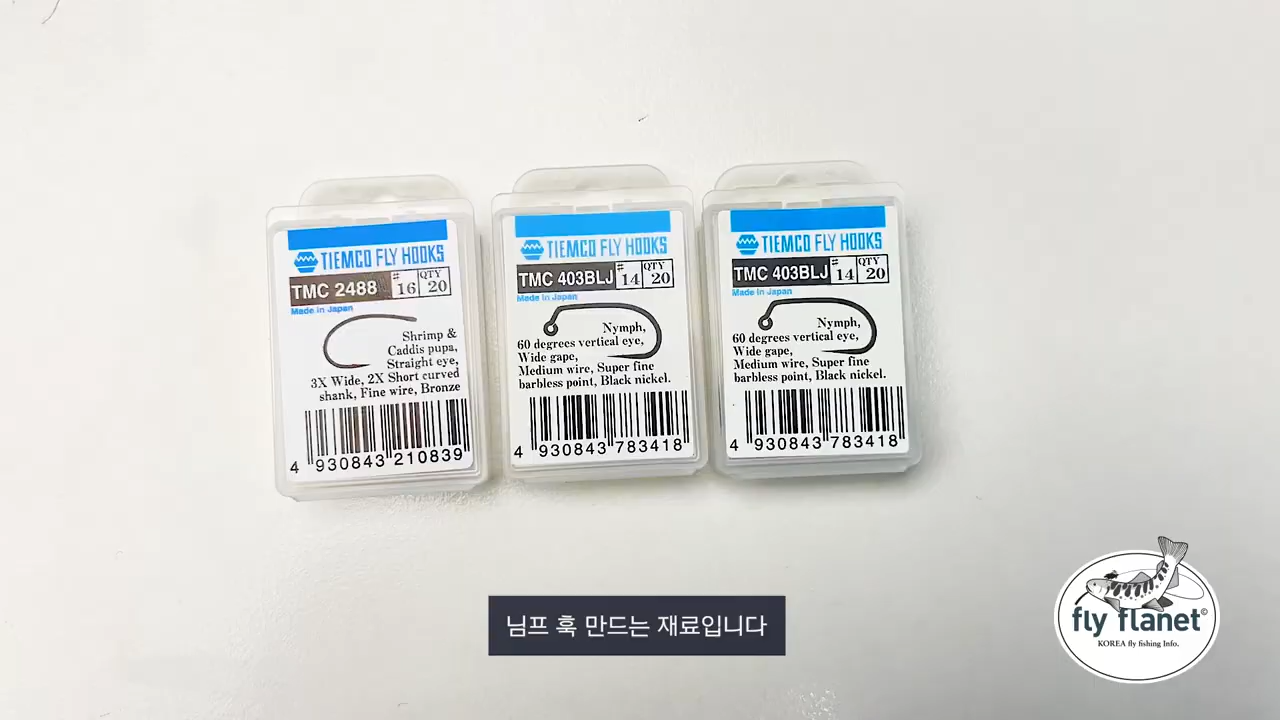 TIEMCO FLY HOOKS
TMC 2488
#
16
QTY
20
Made in Japan
Shrimp &
Caddis pupa,
Straight eye,
3X Wide, 2X Short curved
shank, Fine wire, Bronze
4 930843 210839
TIEMCO FLY HOOKS
TMC 403BLJ
#
14
QTY
20
Made in Japan
Nymph,
60 degrees vertical eye,
Wide gape,
Medium wire, Super fine
barbless point, Black nickel.
4 930843 783418
TIEMCO FLY HOOKS
TMC 403BLJ
#
14
QTY
20
Made in Japan
Nymph,
60 degrees vertical eye,
Wide gape,
Medium wire, Super fine
barbless point, Black nickel.
4 930843 783418
님프 훅 만드는 재료입니다
fly flanet©
KOREA fly fishing Info.